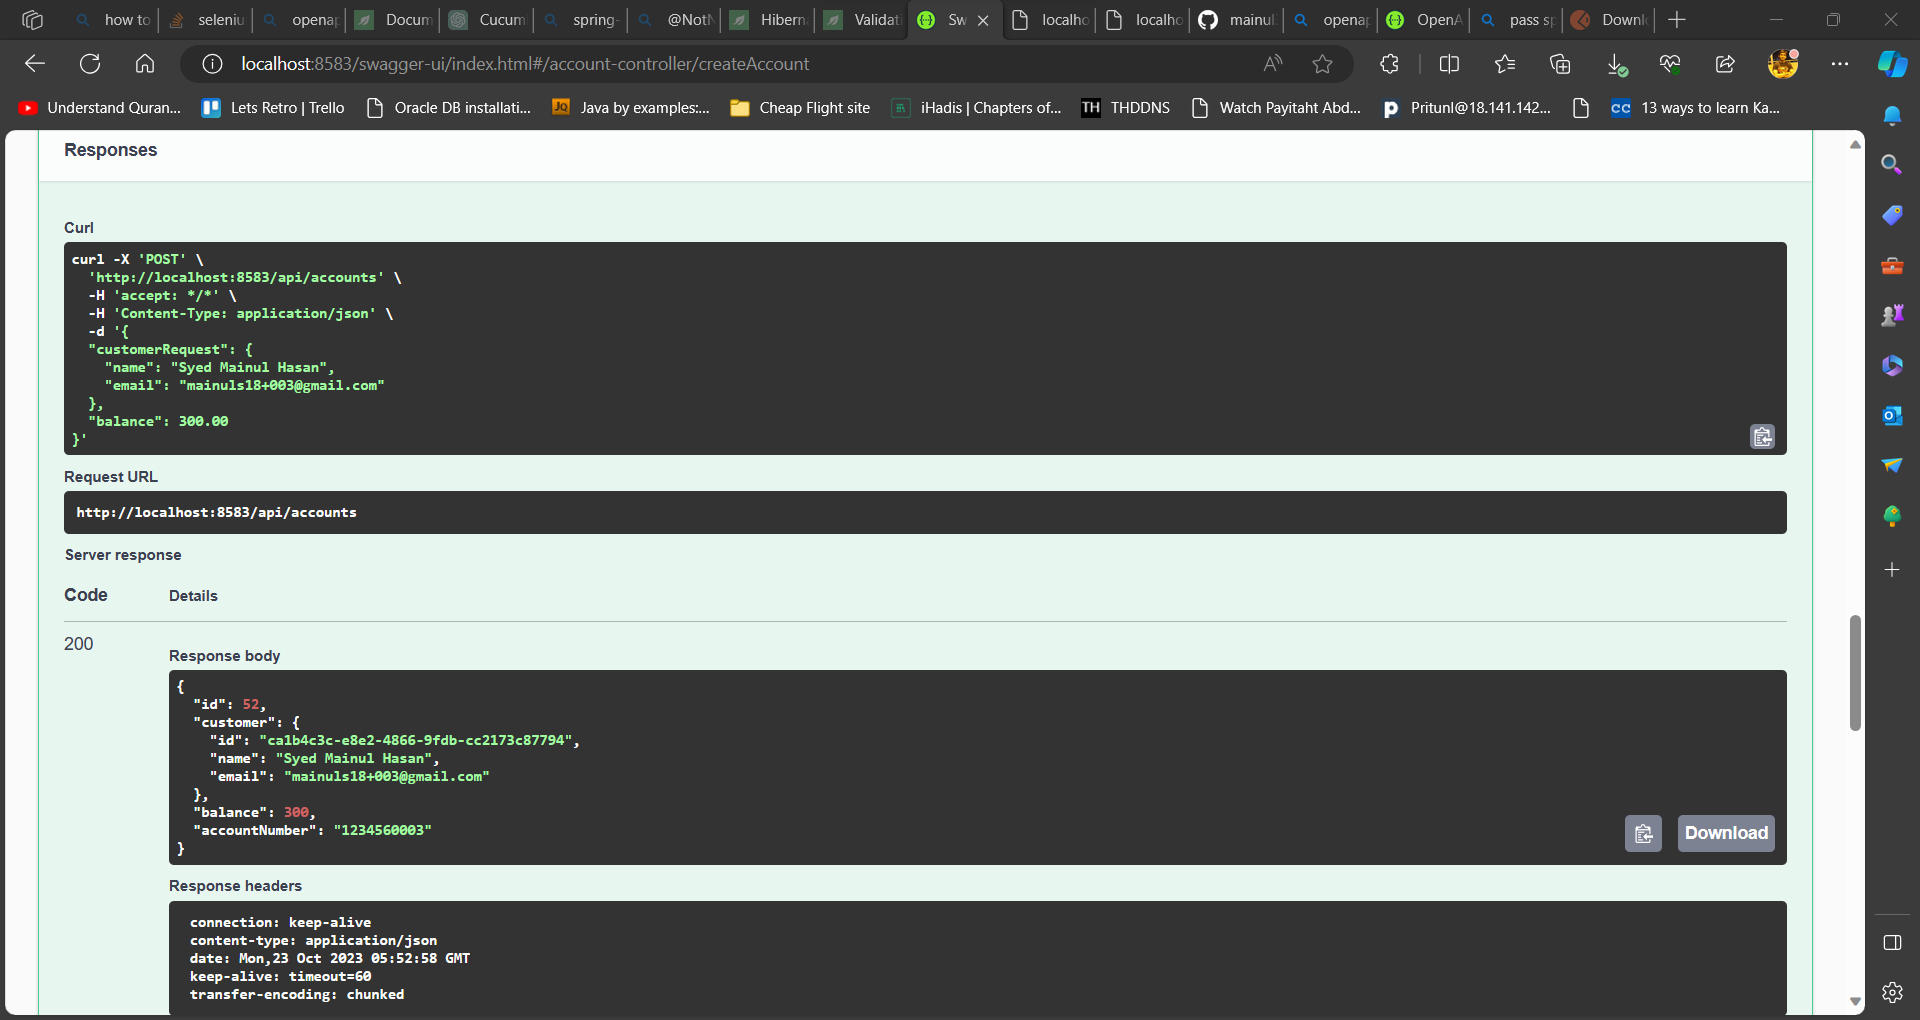 how to
seleniu
openap
Docum
Cucum
spring-
@NotN
Hibern
Validati
Sw
localho
localho
mainul
openap
OpenA
pass sp
Downl
localhost:8583/swagger-ui/index.html#/account-controller/createAccount
Understand Quran...
Lets Retro | Trello
Oracle DB installati...
JQ Java by examples:...
Cheap Flight site
iHadis | Chapters of...
TH THDDNS
Watch Payitaht Abd...
Pritunl@18.141.142...
CC 13 ways to learn Ka...
Responses
Curl
curl -X 'POST' \
'http://localhost:8583/api/accounts' \
-H 'accept: */*' \
-H 'Content-Type: application/json' \
-d '{
"customerRequest": {
"name": "Syed Mainul Hasan",
"email": "mainuls18+003@gmail.com"
},
"balance": 300.00
}'
Request URL
http://localhost:8583/api/accounts
Server response
Code Details
200
Response body
{
"id": 52,
"customer": {
"id": "ca1b4c3c-e8e2-4866-9fdb-cc2173c87794",
"name": "Syed Mainul Hasan",
"email": "mainuls18+003@gmail.com"
},
"balance": 300,
"accountNumber": "1234560003"
}
Download
Response headers
connection: keep-alive
content-type: application/json
date: Mon,23 Oct 2023 05:52:58 GMT
keep-alive: timeout=60
transfer-encoding: chunked